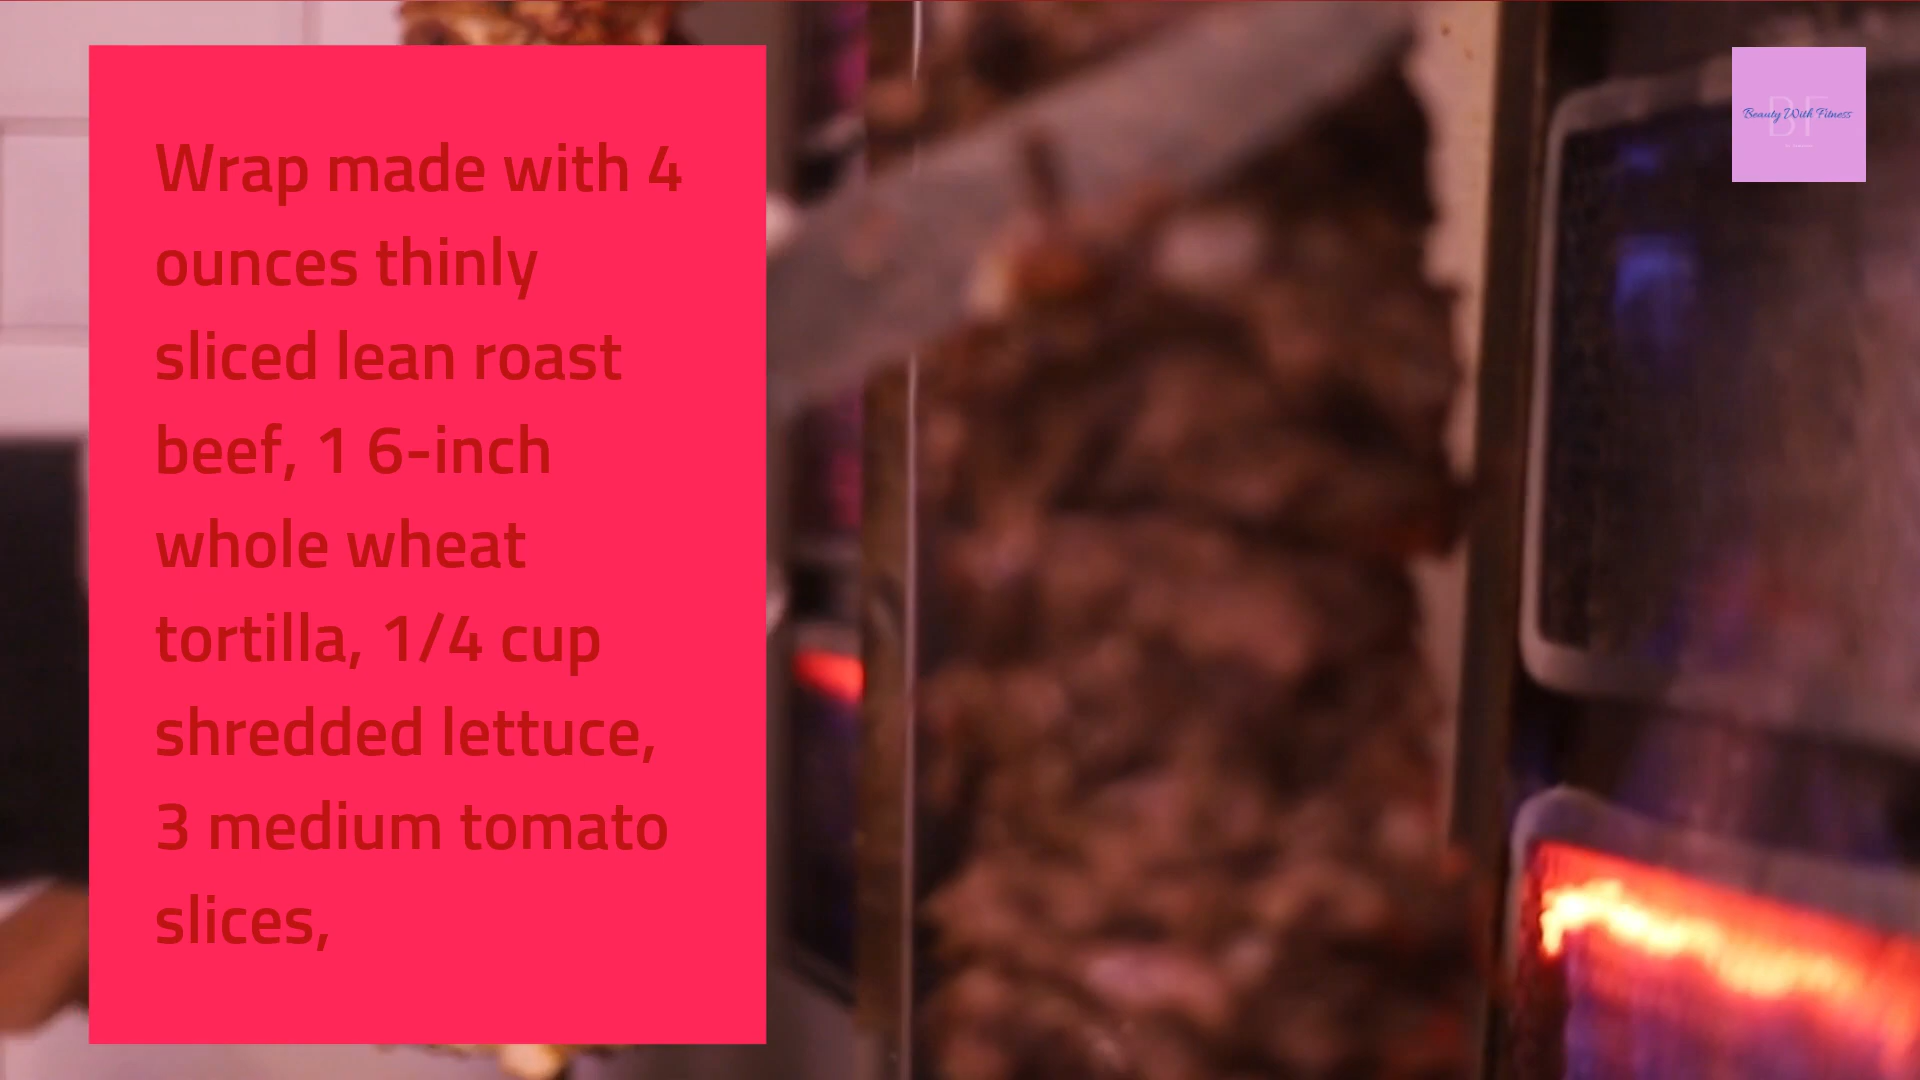 Wrap made with 4
ounces thinly
sliced lean roast
beef, 1 6-inch
whole wheat
tortilla, 1/4 cup
shredded lettuce,
3 medium tomato
slices,
BF
Beauty With Fitness